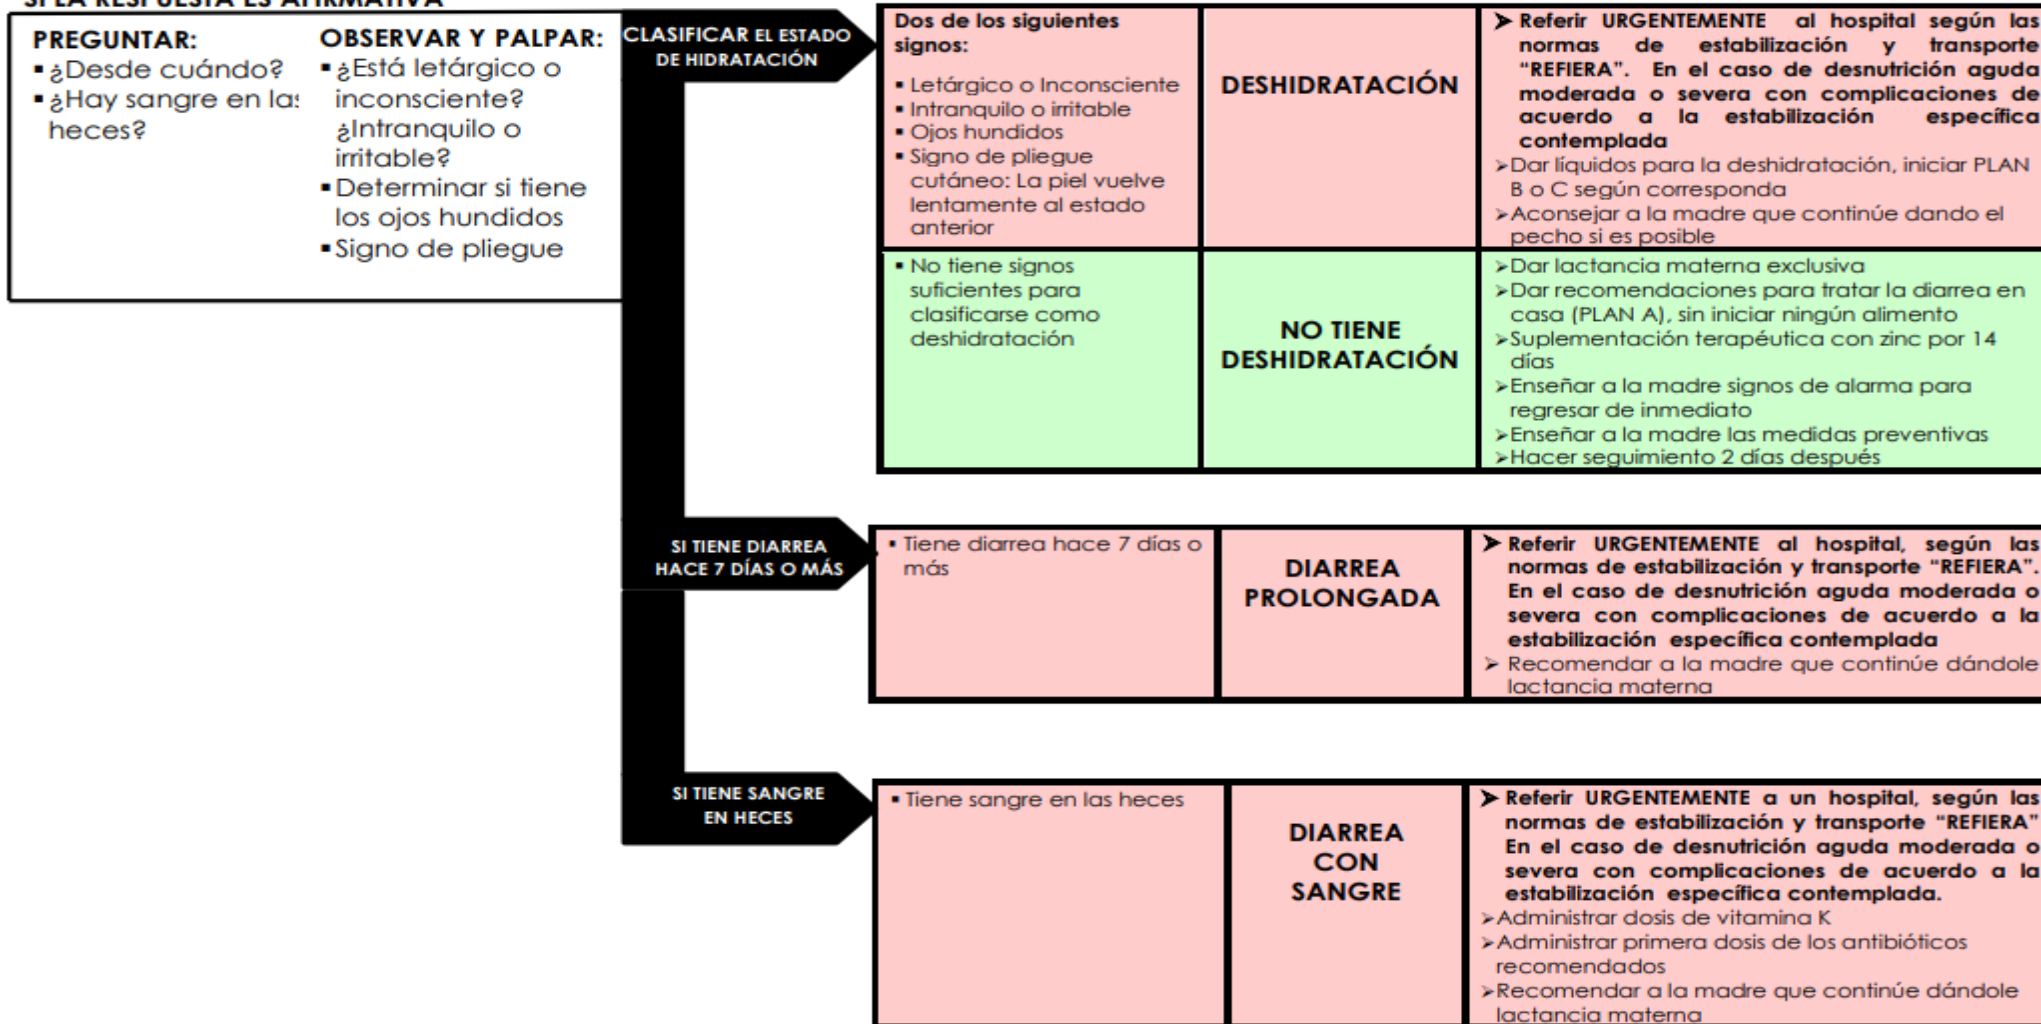 SI LA RESPUESTA ES AFIRMATIVA
PREGUNTAR:
▪ ¿Desde cuándo?
▪ ¿Hay sangre en las
heces?
OBSERVAR Y PALPAR:
▪ ¿Está letárgico o
inconsciente?
¿Intranquilo o
irritable?
▪ Determinar si tiene
los ojos hundidos
▪ Signo de pliegue
CLASIFICAR EL ESTADO
DE HIDRATACIÓN
Dos de los siguientes
signos:
▪ Letárgico o Inconsciente
▪ Intranquilo o irritable
▪ Ojos hundidos
▪ Signo de pliegue
cutáneo: La piel vuelve
lentamente al estado
anterior
DESHIDRATACIÓN
➤ Referir URGENTEMENTE al hospital según las
normas de estabilización y transporte
“REFIERA”. En el caso de desnutrición aguda
moderada o severa con complicaciones de
acuerdo a la estabilización específica
contemplada
➢Dar líquidos para la deshidratación, iniciar PLAN
B o C según corresponda
➢Aconsejar a la madre que continúe dando el
pecho si es posible
▪ No tiene signos
suficientes para
clasificarse como
deshidratación
NO TIENE
DESHIDRATACIÓN
➢Dar lactancia materna exclusiva
➢Dar recomendaciones para tratar la diarrea en
casa (PLAN A), sin iniciar ningún alimento
➢Suplementación terapéutica con zinc por 14
días
➢Enseñar a la madre signos de alarma para
regresar de inmediato
➢Enseñar a la madre las medidas preventivas
➢Hacer seguimiento 2 días después
SI TIENE DIARREA
HACE 7 DÍAS O MÁS
▪ Tiene diarrea hace 7 días o
más
DIARREA
PROLONGADA
➤ Referir URGENTEMENTE al hospital, según las
normas de estabilización y transporte “REFIERA”.
En el caso de desnutrición aguda moderada o
severa con complicaciones de acuerdo a la
estabilización específica contemplada
➢ Recomendar a la madre que continúe dándole
lactancia materna
SI TIENE SANGRE
EN HECES
▪ Tiene sangre en las heces
DIARREA
CON
SANGRE
➤ Referir URGENTEMENTE a un hospital, según las
normas de estabilización y transporte “REFIERA”
En el caso de desnutrición aguda moderada o
severa con complicaciones de acuerdo a la
estabilización específica contemplada.
➢Administrar dosis de vitamina K
➢Administrar primera dosis de los antibióticos
recomendados
➢Recomendar a la madre que continúe dándole
lactancia materna